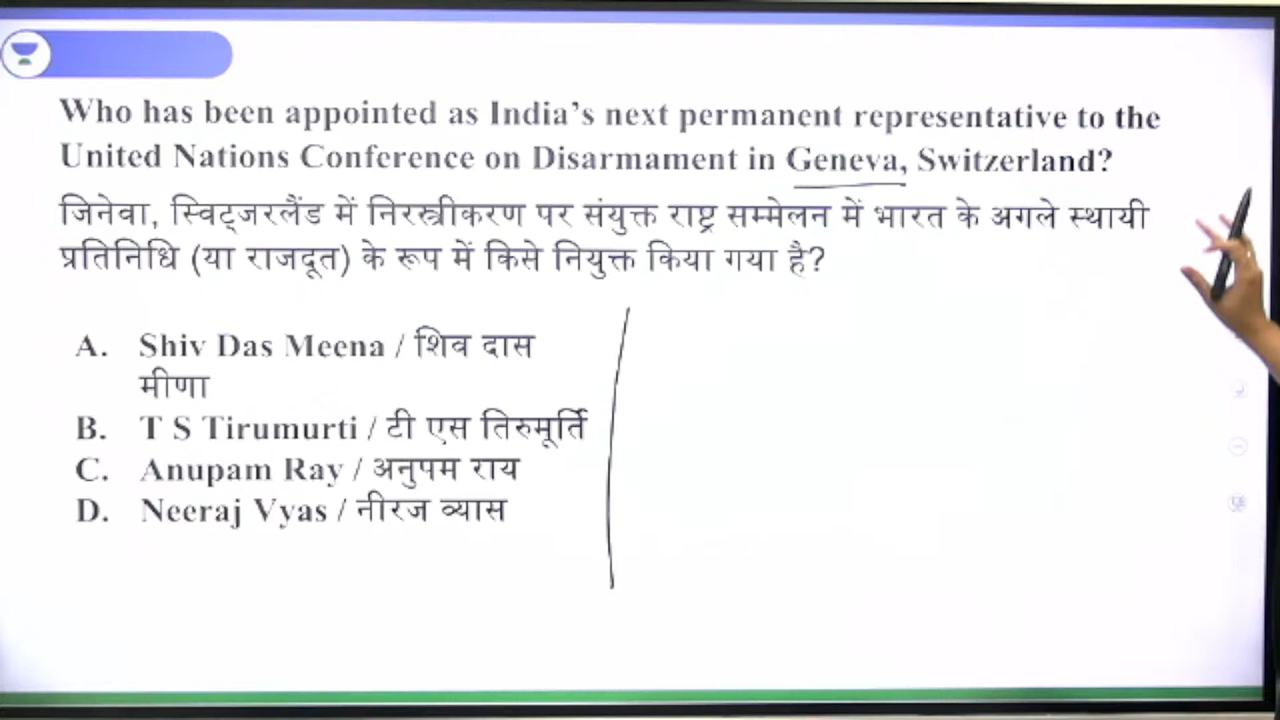 Who has been appointed as India's next permanent representative to the
United Nations Conference on Disarmament in Geneva, Switzerland?
जिनेवा, स्विट्जरलैंड में निरस्त्रीकरण पर संयुक्त राष्ट्र सम्मेलन में भारत के अगले स्थायी
प्रतिनिधि (या राजदूत) के रूप में किसे नियुक्त किया गया है?
A. Shiv Das Meena / शिव दास
मीणा
B. T S Tirumurti / टी एस तिरुमूर्ति
C. Anupam Ray / अनुपम राय
D. Neeraj Vyas / नीरज व्यास